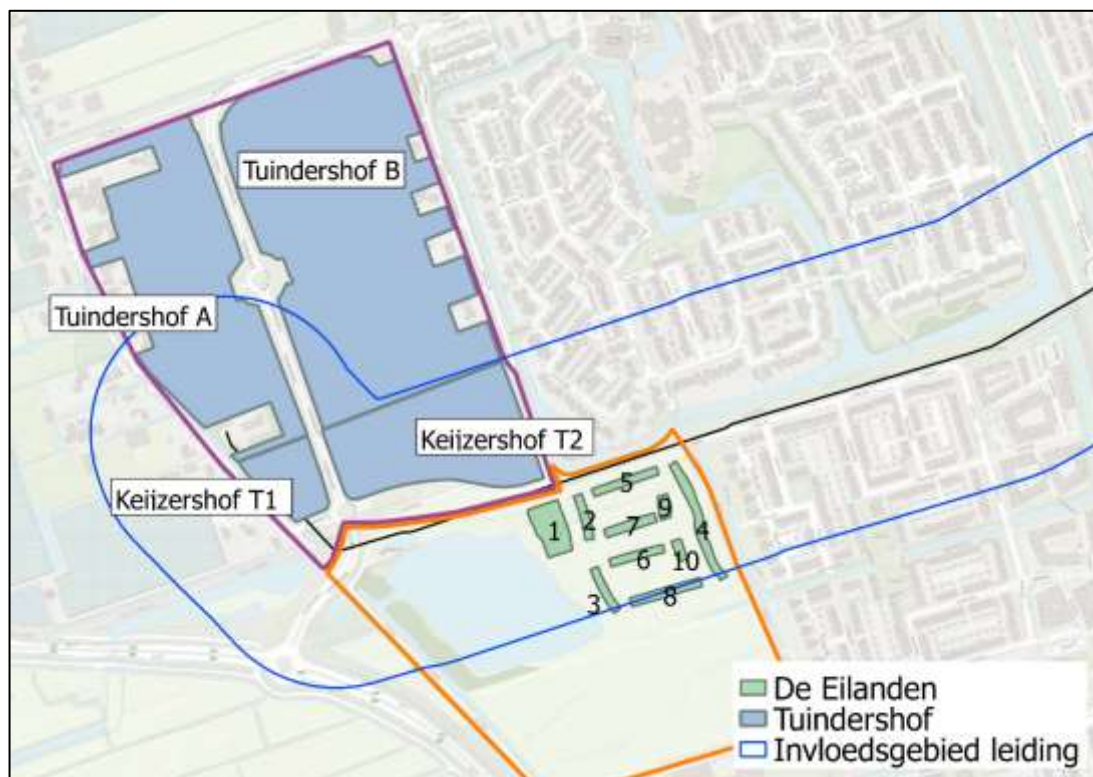 Tuindershof B
Tuindershof A
Keijzershof T2
Keijzershof T1
5
9
2
1
7
4
6
10
3
8
De Eilanden
Tuindershof
Invloedsgebied leiding